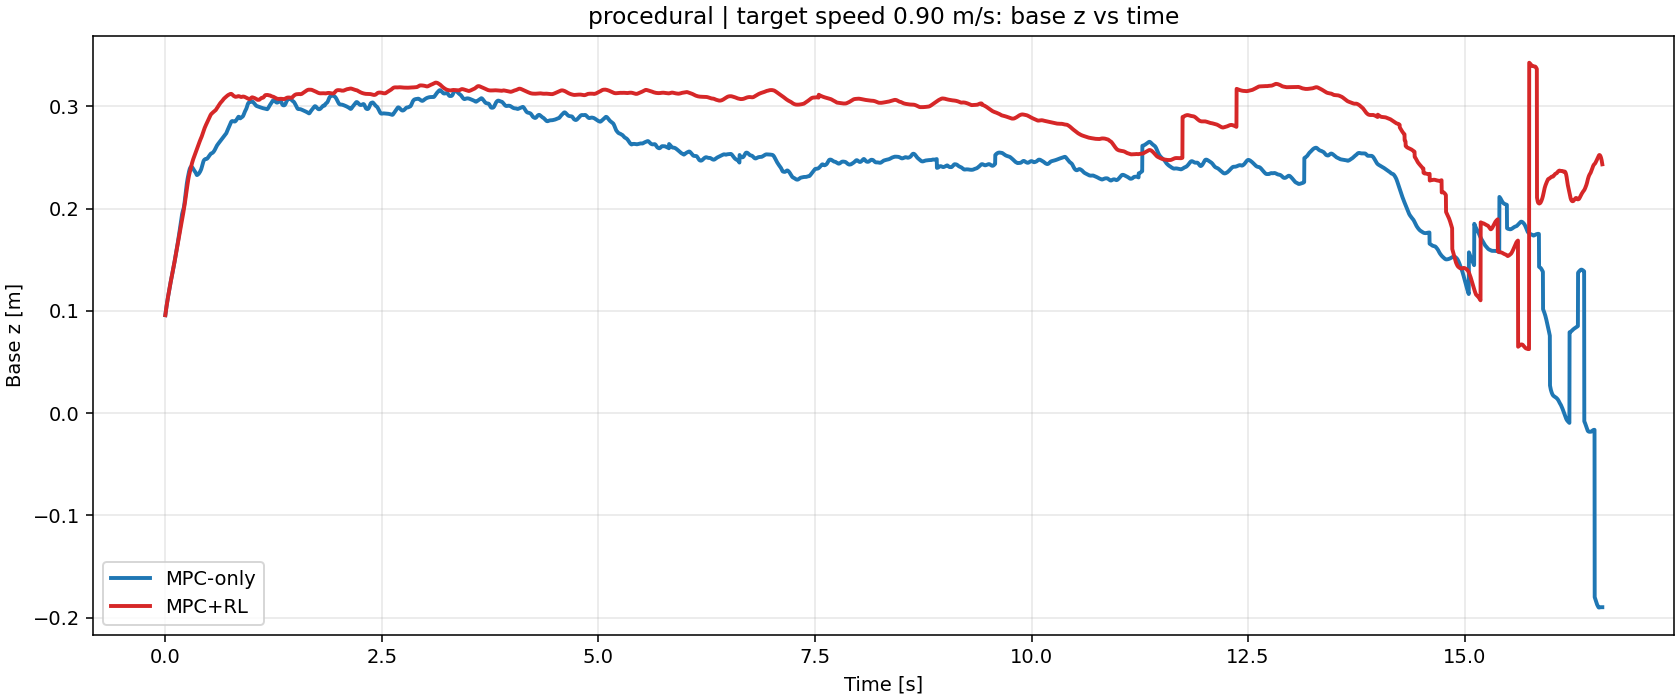 procedural | target speed 0.90 m/s: base z vs time
Base z [m]
0.3
0.2
0.1
0.0
−0.1
−0.2
MPC-only
MPC+RL
0.0 2.5 5.0 7.5 10.0 12.5 15.0
Time [s]